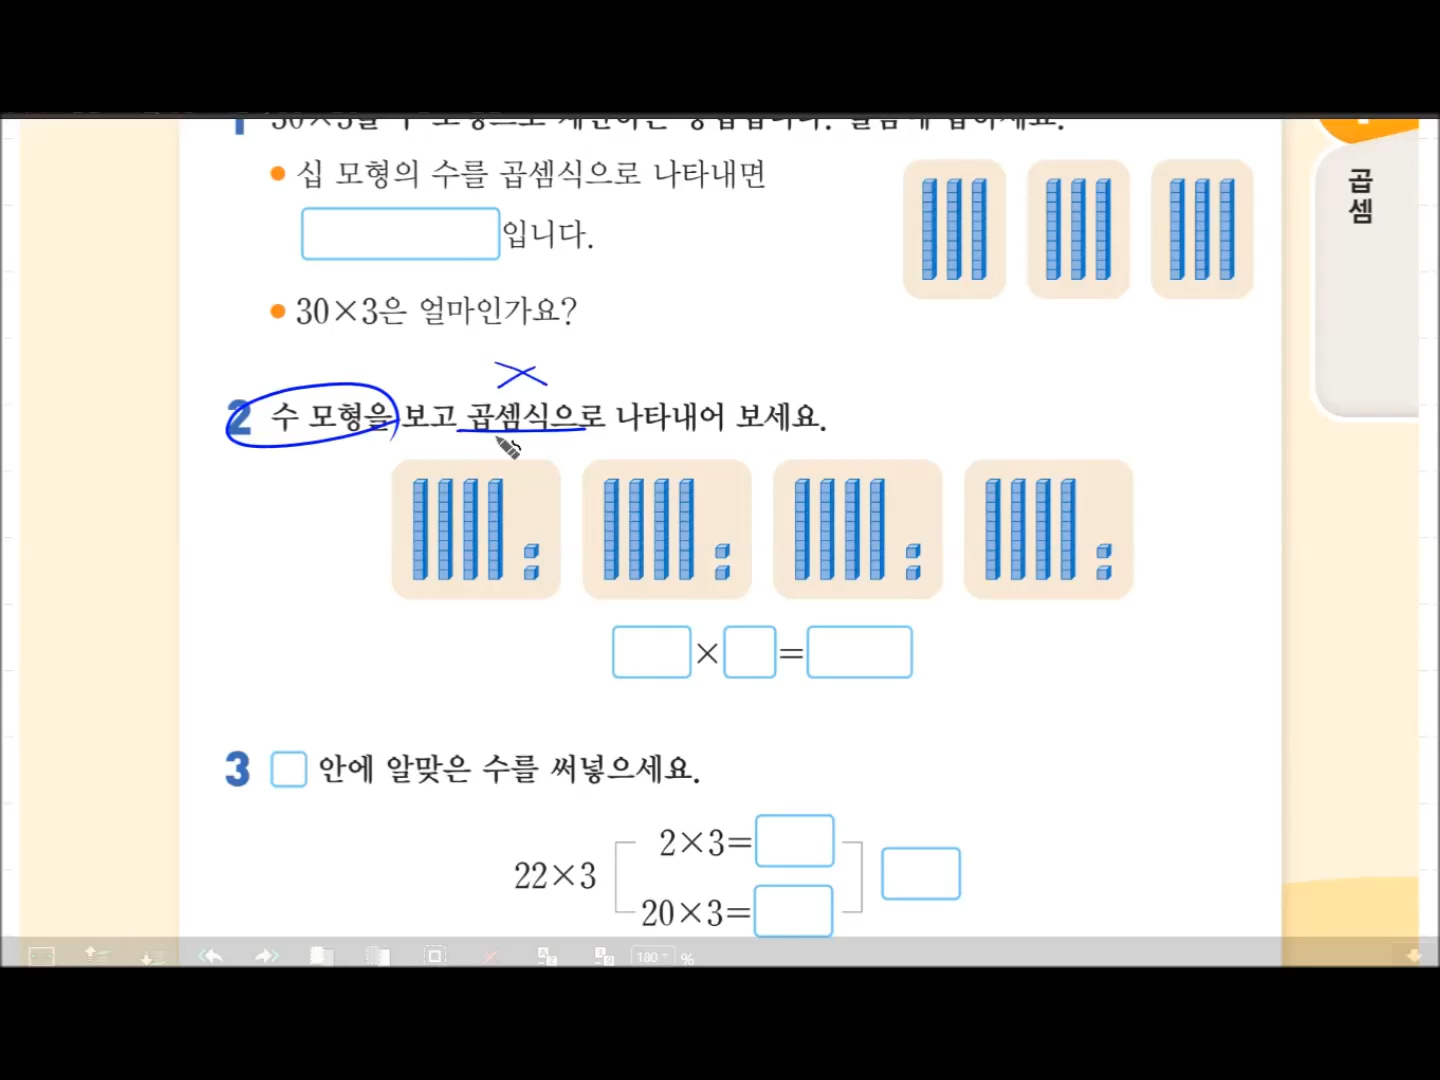 1
곱셈
십 모형의 수를 곱셈식으로 나타내면
입니다.
30×3은 얼마인가요?
2 수 모형을 보고 곱셈식으로 나타내어 보세요.
× =
3 안에 알맞은 수를 써넣으세요.
22×3
2×3=
20×3=
180 %